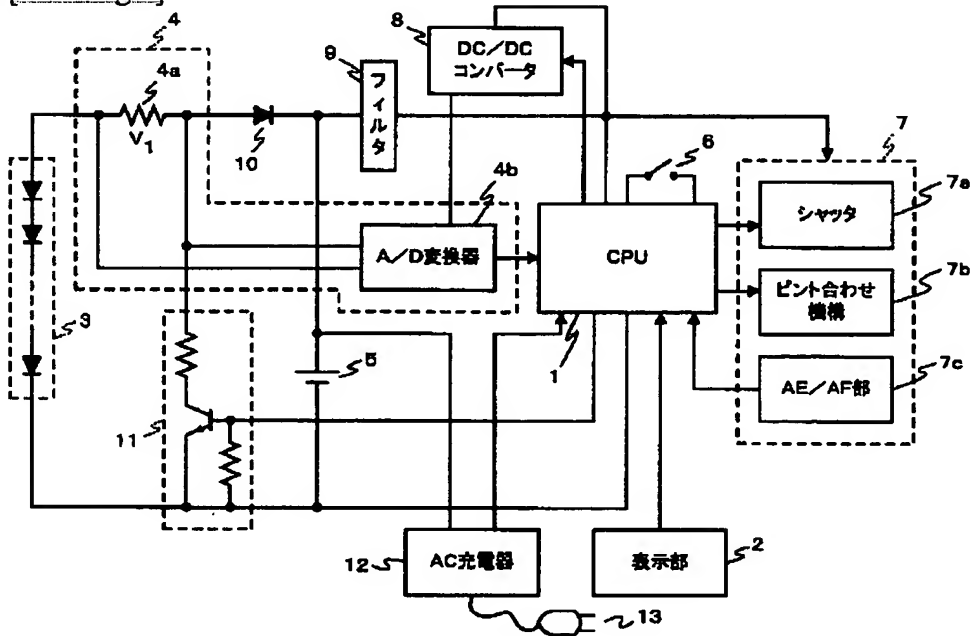 4
4a
V1
10
9
フィルタ
8
DC/DC
コンバータ
4b
A/D変換器
6
CPU
1
7
シャッタ
7a
ピント合わせ
機構
7b
AE/AF部
7c
3
5
11
12
AC充電器
13
表示部
2